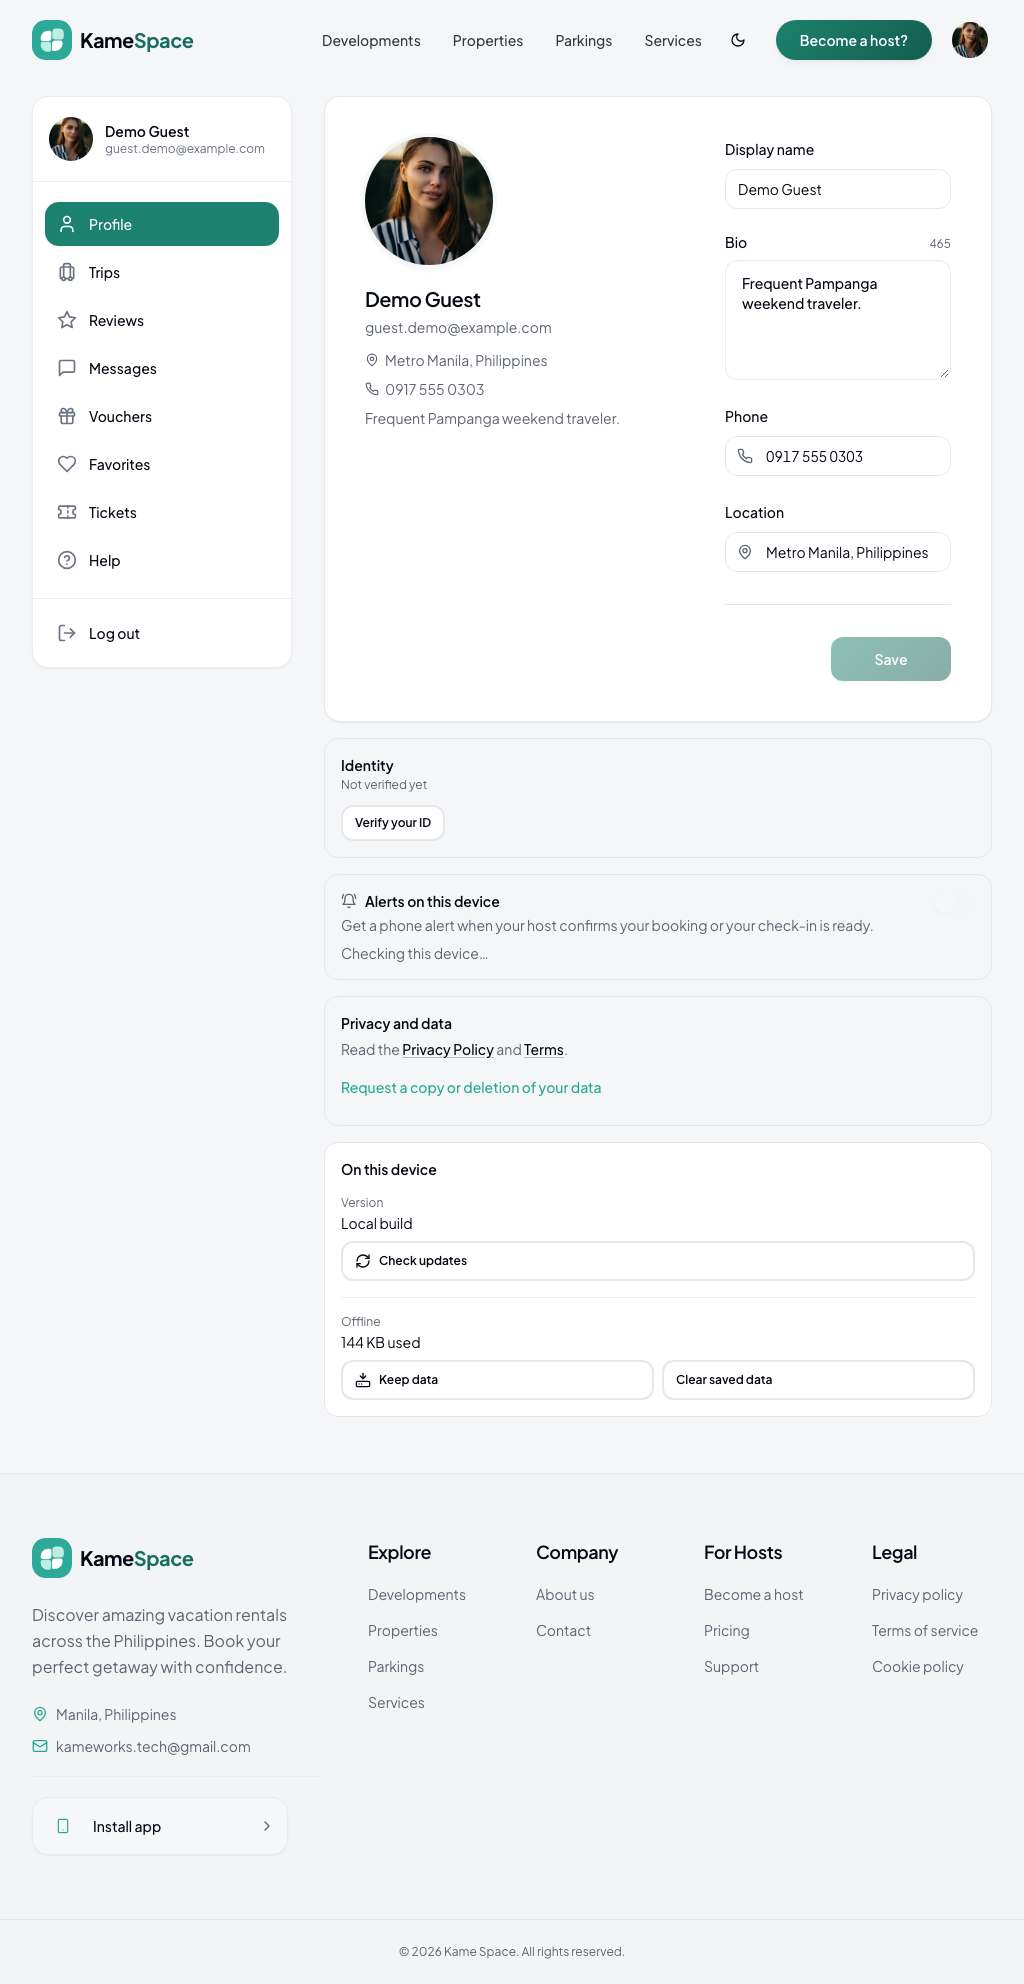 KameSpace
Developments
Properties
Parkings
Services
Become a host?
Demo Guest
guest.demo@example.com
Profile
Trips
Reviews
Messages
Vouchers
Favorites
Tickets
Help
Log out
Demo Guest
guest.demo@example.com
Metro Manila, Philippines
0917 555 0303
Frequent Pampanga weekend traveler.
Display name
Demo Guest
Bio 465
Frequent Pampanga
weekend traveler.
Phone
0917 555 0303
Location
Metro Manila, Philippines
Save
Identity
Not verified yet
Verify your ID
Alerts on this device
Get a phone alert when your host confirms your booking or your check-in is ready.
Checking this device…
Privacy and data
Read the Privacy Policy and Terms.
Request a copy or deletion of your data
On this device
Version
Local build
Check updates
Offline
144 KB used
Keep data
Clear saved data
KameSpace
Discover amazing vacation rentals
across the Philippines. Book your
perfect getaway with confidence.
Manila, Philippines
kameworks.tech@gmail.com
Install app
Explore
Developments
Properties
Parkings
Services
Company
About us
Contact
For Hosts
Become a host
Pricing
Support
Legal
Privacy policy
Terms of service
Cookie policy
© 2026 Kame Space. All rights reserved.